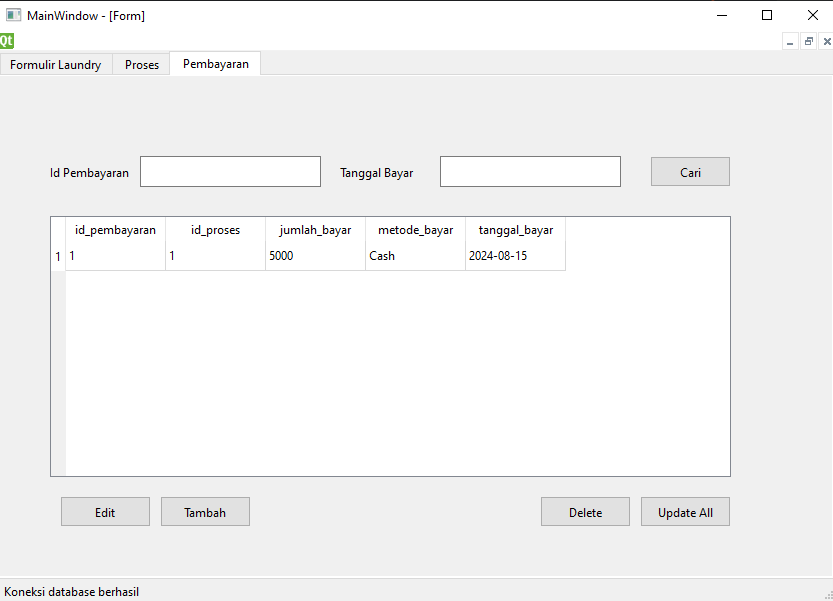 MainWindow - [Form]
Qt
Formulir Laundry Proses Pembayaran
Id Pembayaran Tanggal Bayar Cari
id_pembayaran id_proses jumlah_bayar metode_bayar tanggal_bayar
1 1 1 5000 Cash 2024-08-15
Edit Tambah Delete Update All
Koneksi database berhasil